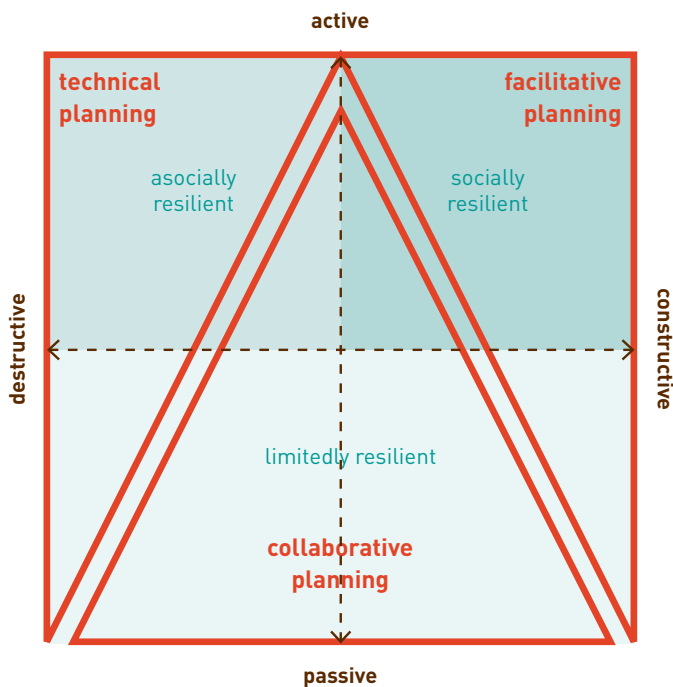 active
technical
planning
facilitative
planning
asocially
resilient
socially
resilient
destructive
constructive
limitedly resilient
collaborative
planning
passive